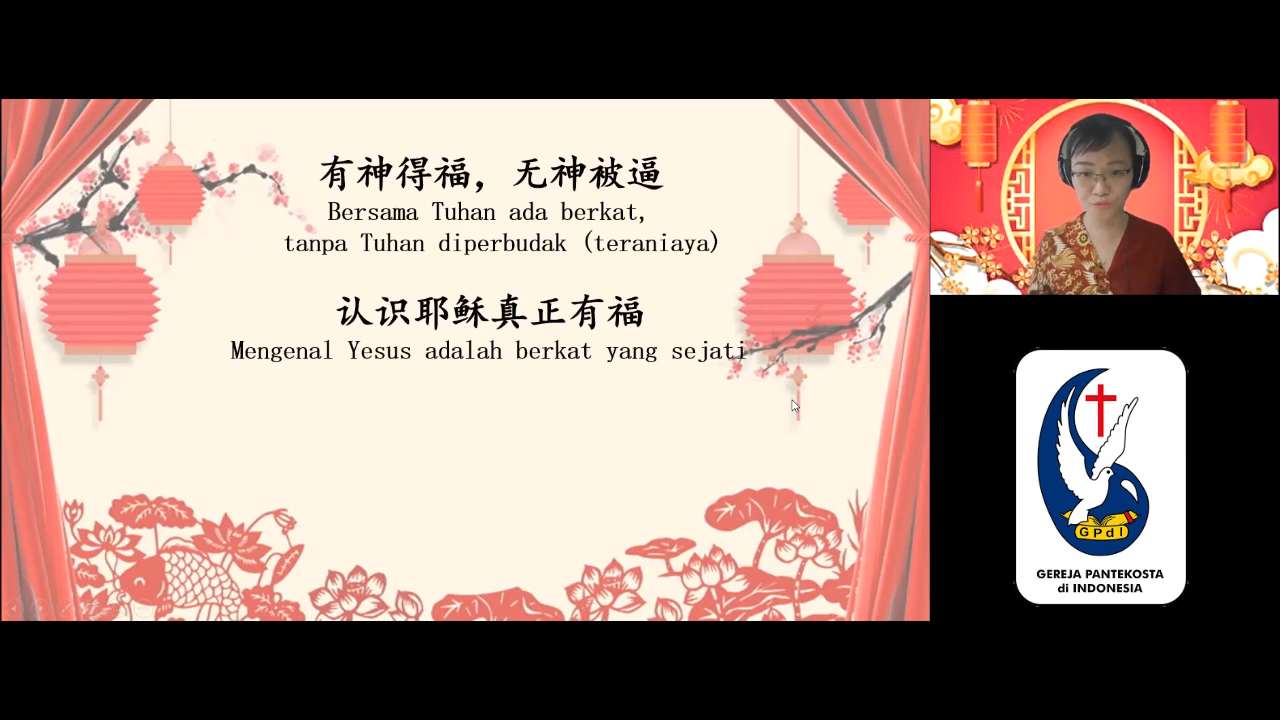 有神得福，无神被逼
Bersama Tuhan ada berkat,
tanpa Tuhan diperbudak (teraniaya)
认识耶稣真正有福
Mengenal Yesus adalah berkat yang sejati
GPdI
GEREJA PANTEKOSTA
di INDONESIA